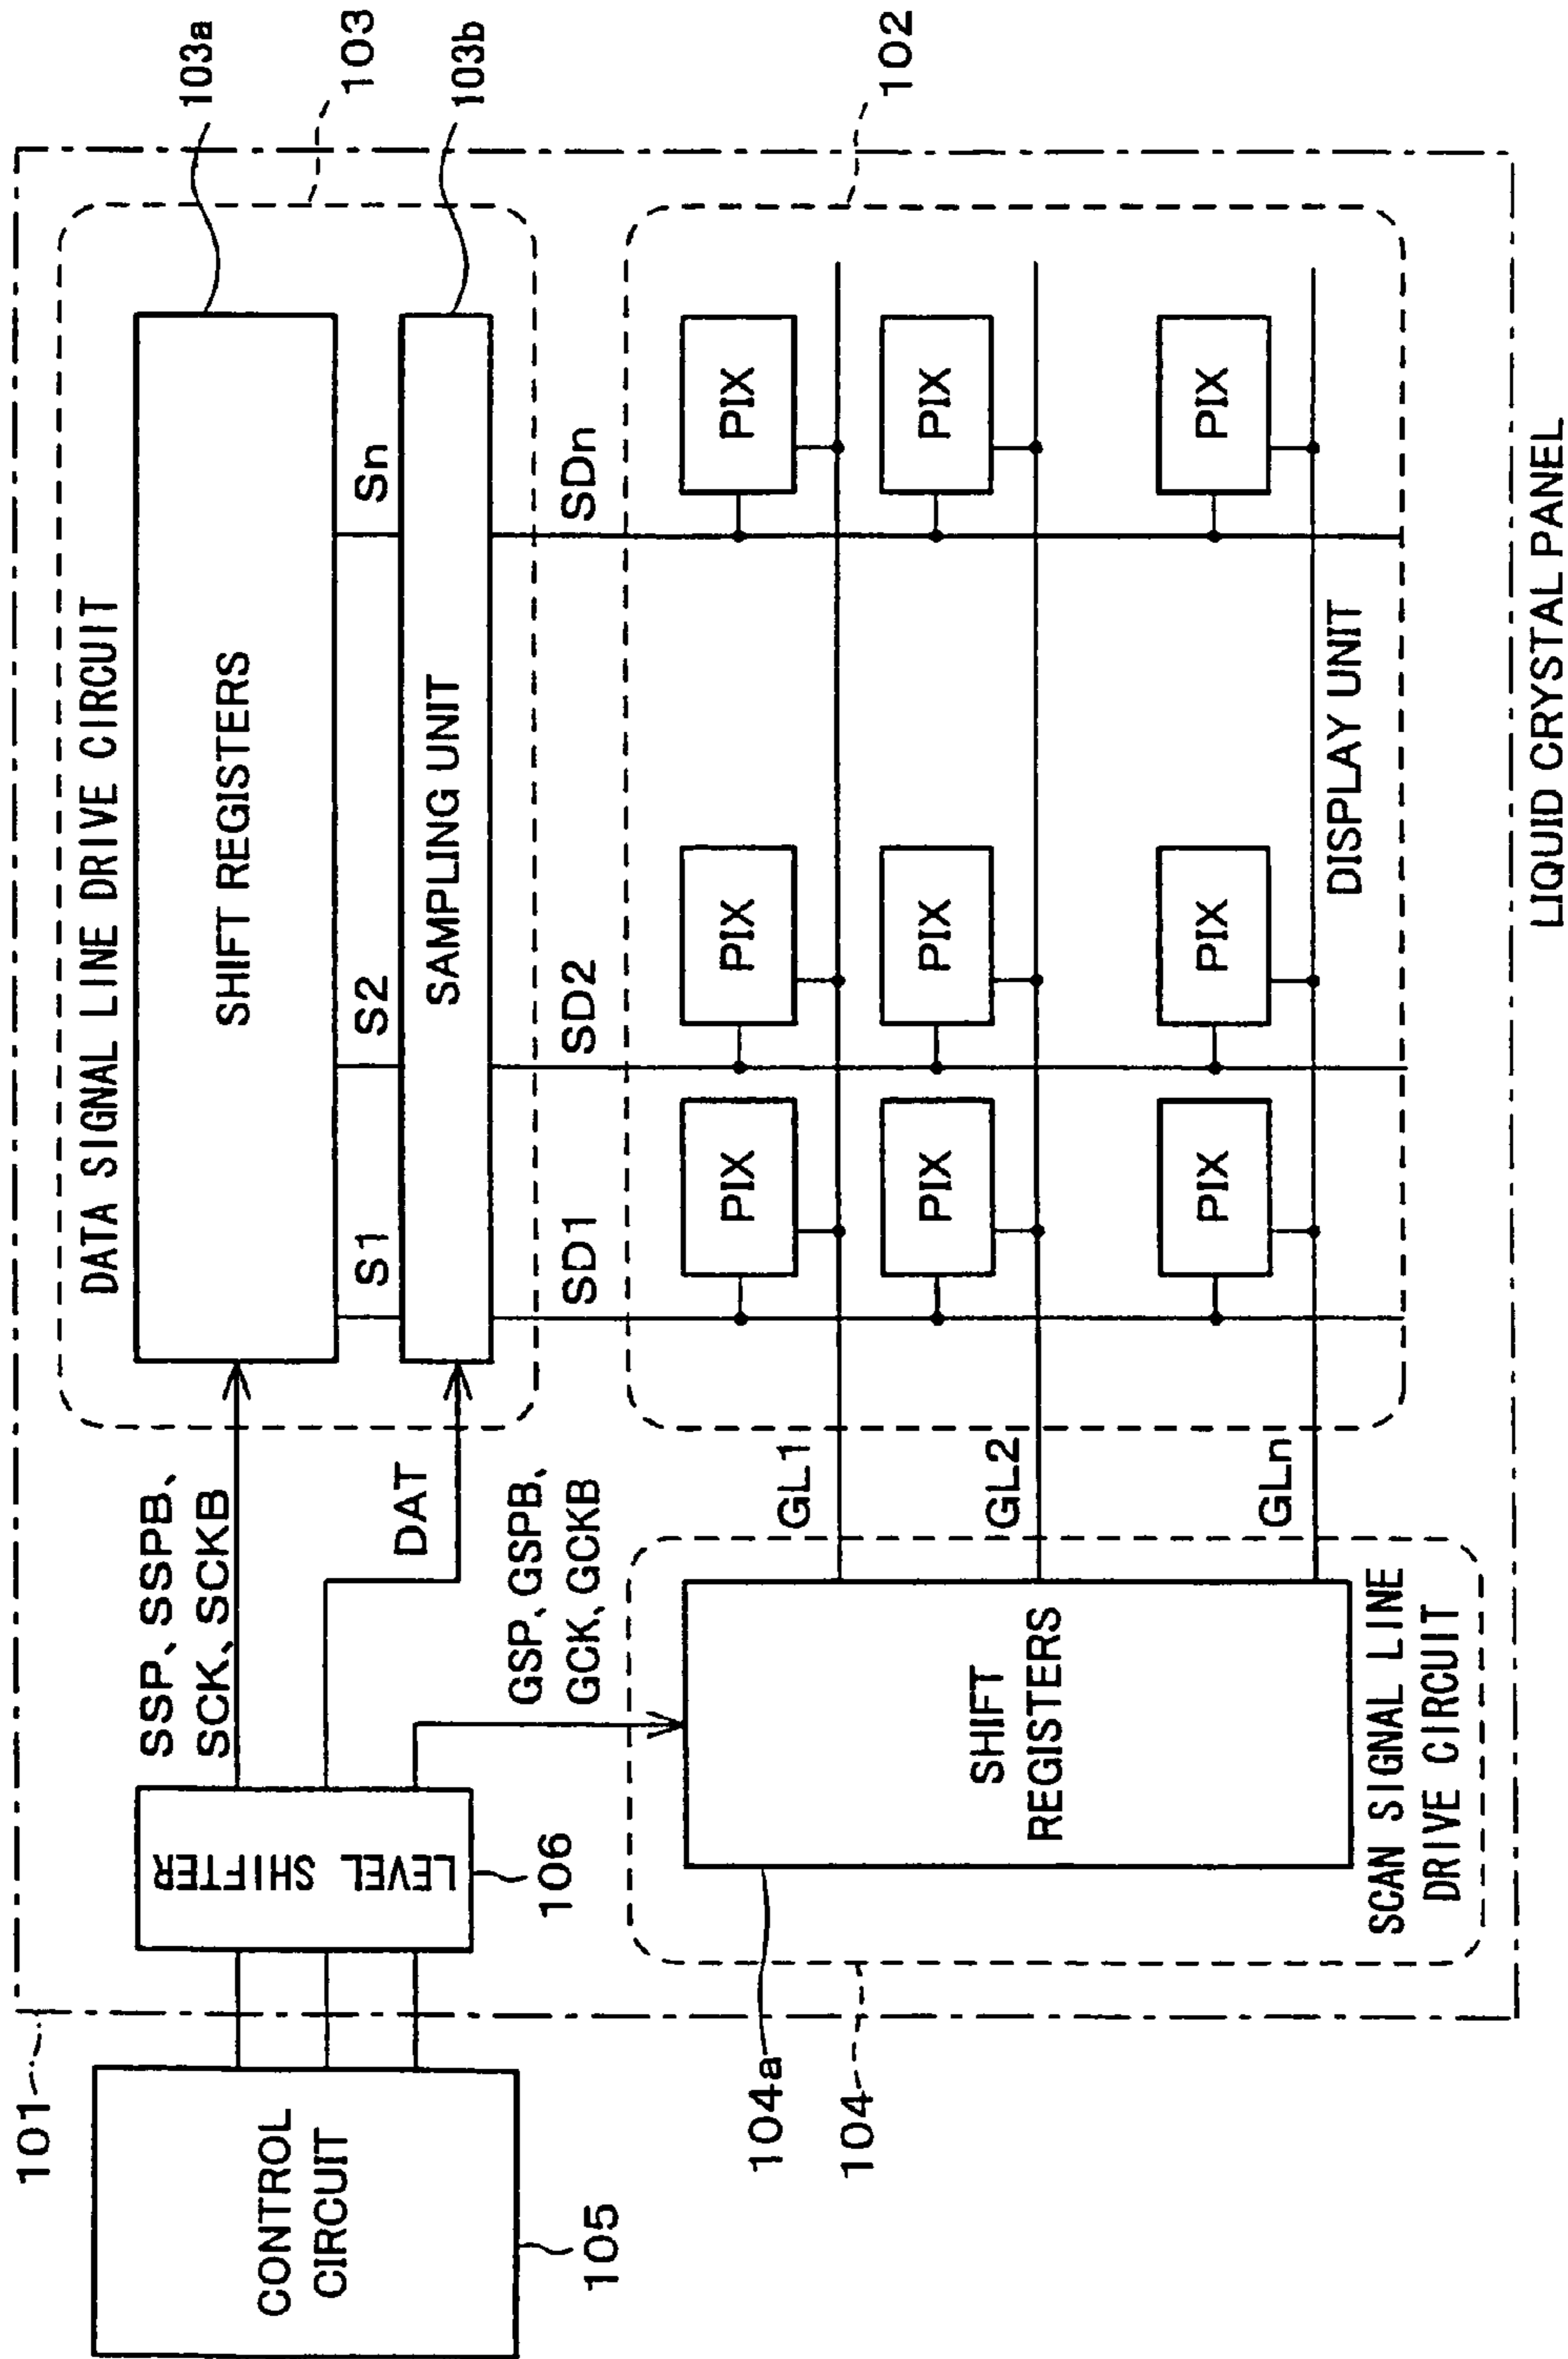 101
103a
103
103b
102
DATA SIGNAL LINE DRIVE CIRCUIT
SHIFT REGISTERS
S1
S2
Sn
SAMPLING UNIT
SD1
SD2
SDn
CONTROL
CIRCUIT
105
LEVEL SHIFTER
106
SSP、SSPB、
SCK、SCKB
DAT
GSP、GSPB、
GCK、GCKB
GL1
GL2
GLn
PIX
PIX
PIX
PIX
PIX
PIX
PIX
PIX
PIX
DISPLAY UNIT
SHIFT
REGISTERS
104a
104
SCAN SIGNAL LINE
DRIVE CIRCUIT
LIQUID CRYSTAL PANEL